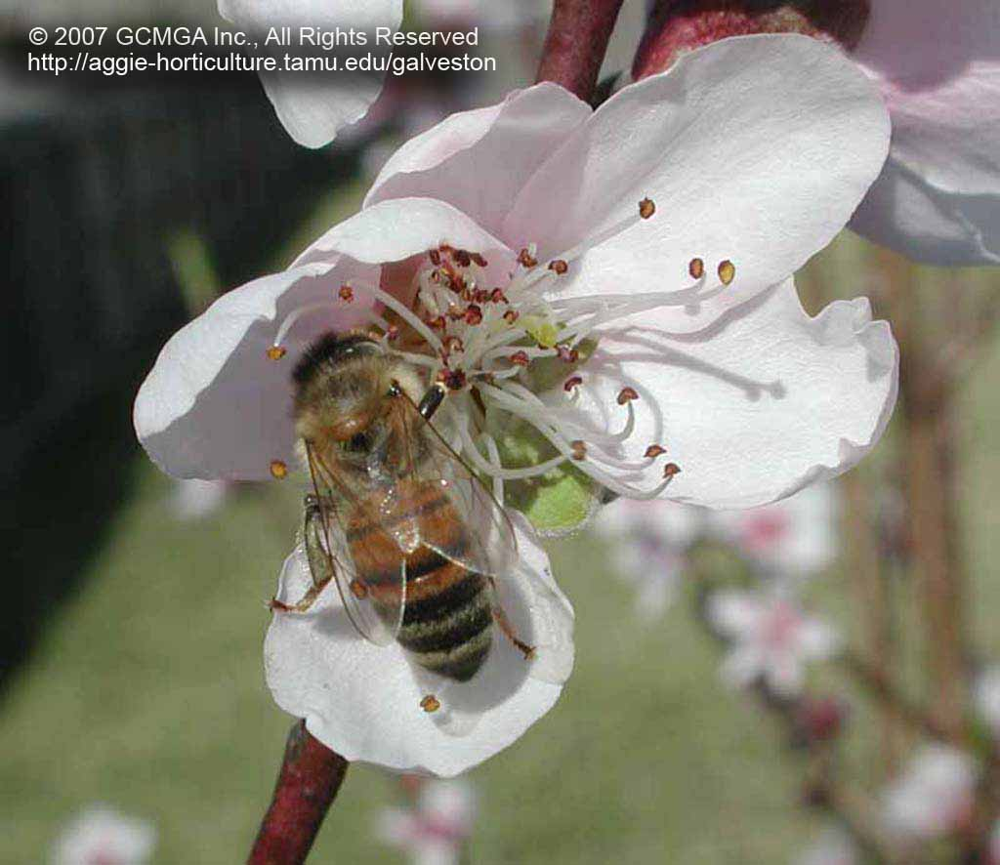 © 2007 GCMGA Inc., All Rights Reserved
http://aggie-horticulture.tamu.edu/galveston